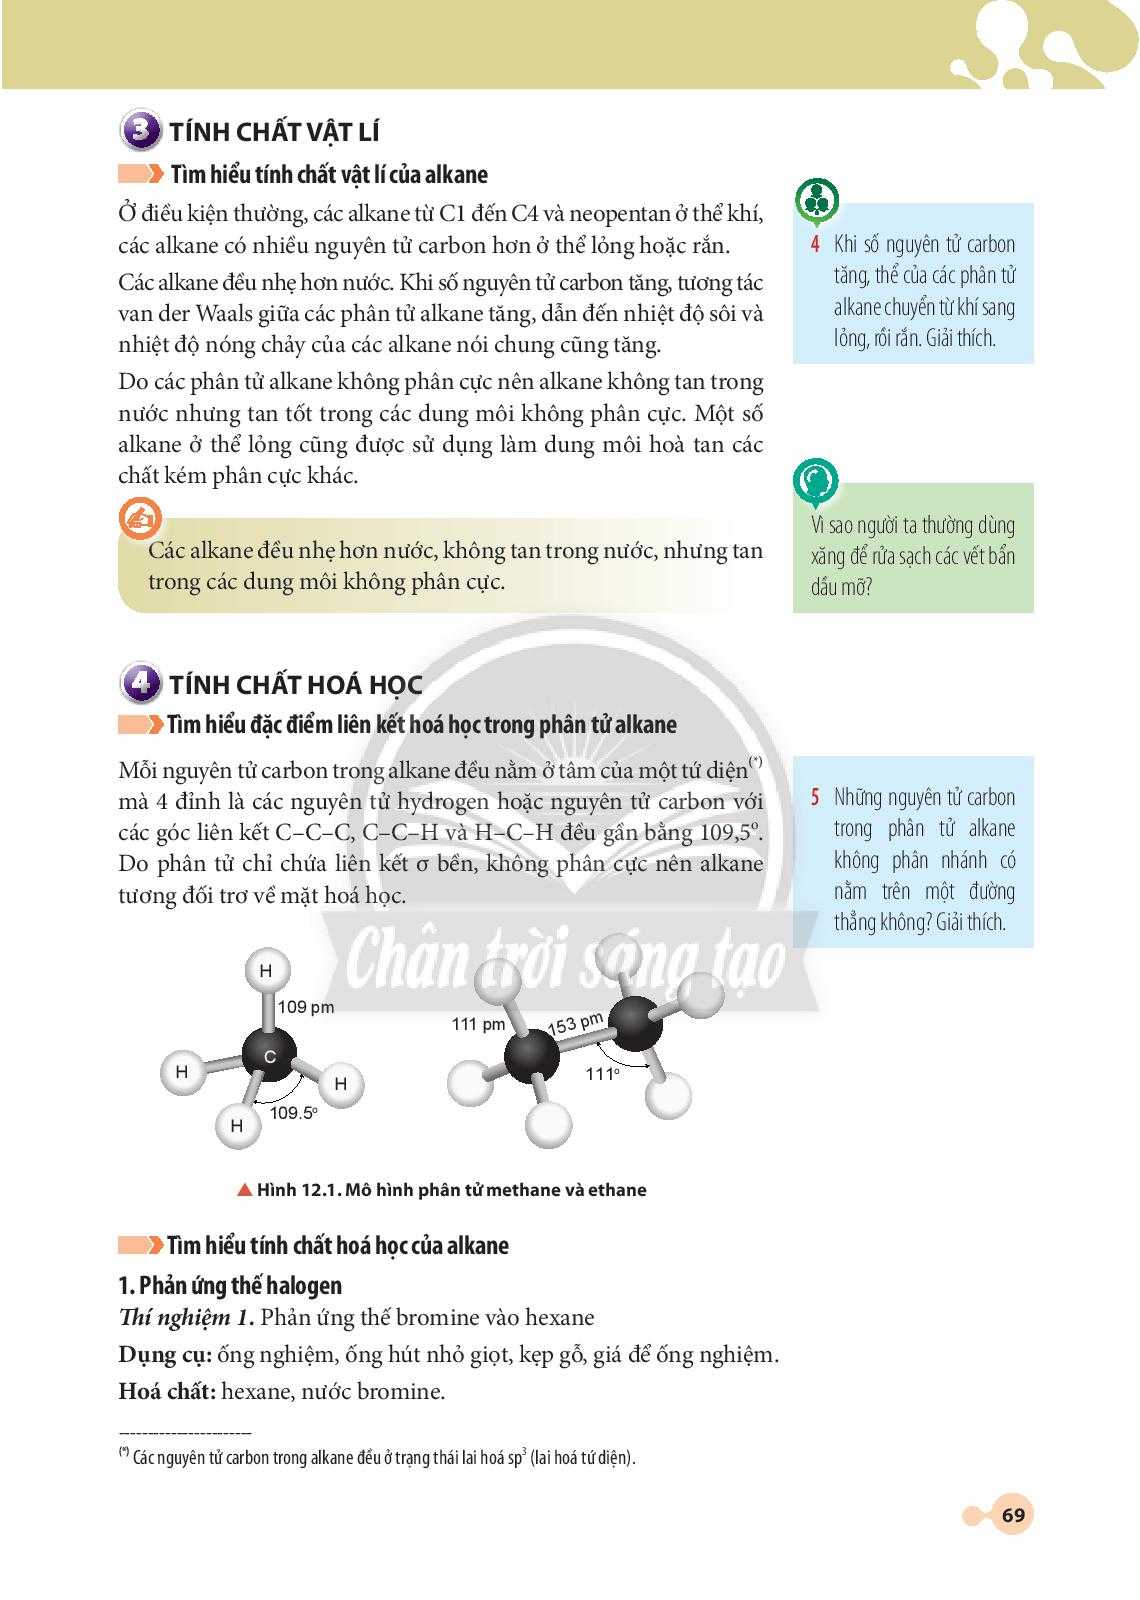 3 TÍNH CHẤT VẬT LÍ
Tìm hiểu tính chất vật lí của alkane
Ở điều kiện thường, các alkane từ C1 đến C4 và neopentan ở thể khí,
các alkane có nhiều nguyên tử carbon hơn ở thể lỏng hoặc rắn.
Các alkane đều nhẹ hơn nước. Khi số nguyên tử carbon tăng, tương tác
van der Waals giữa các phân tử alkane tăng, dẫn đến nhiệt độ sôi và
nhiệt độ nóng chảy của các alkane nói chung cũng tăng.
Do các phân tử alkane không phân cực nên alkane không tan trong
nước nhưng tan tốt trong các dung môi không phân cực. Một số
alkane ở thể lỏng cũng được sử dụng làm dung môi hoà tan các
chất kém phân cực khác.
Các alkane đều nhẹ hơn nước, không tan trong nước, nhưng tan
trong các dung môi không phân cực.
4 Khi số nguyên tử carbon
tăng, thể của các phân tử
alkane chuyển từ khí sang
lỏng, rồi rắn. Giải thích.
Vì sao người ta thường dùng
xăng để rửa sạch các vết bẩn
dầu mỡ?
4 TÍNH CHẤT HOÁ HỌC
Tìm hiểu đặc điểm liên kết hoá học trong phân tử alkane
Mỗi nguyên tử carbon trong alkane đều nằm ở tâm của một tứ diện(*)
mà 4 đỉnh là các nguyên tử hydrogen hoặc nguyên tử carbon với
các góc liên kết C–C–C, C–C–H và H–C–H đều gần bằng 109,5º.
Do phân tử chỉ chứa liên kết σ bền, không phân cực nên alkane
tương đối trơ về mặt hoá học.
5 Những nguyên tử carbon
trong phân tử alkane
không phân nhánh có
nằm trên một đường
thẳng không? Giải thích.
Chân trời sáng tạo
H
109 pm
C
H
H
H
109.5º
111 pm
153 pm
111º
▲ Hình 12.1. Mô hình phân tử methane và ethane
Tìm hiểu tính chất hoá học của alkane
1. Phản ứng thế halogen
Thí nghiệm 1. Phản ứng thế bromine vào hexane
Dụng cụ: ống nghiệm, ống hút nhỏ giọt, kẹp gỗ, giá để ống nghiệm.
Hoá chất: hexane, nước bromine.
(*) Các nguyên tử carbon trong alkane đều ở trạng thái lai hoá sp³ (lai hoá tứ diện).
69